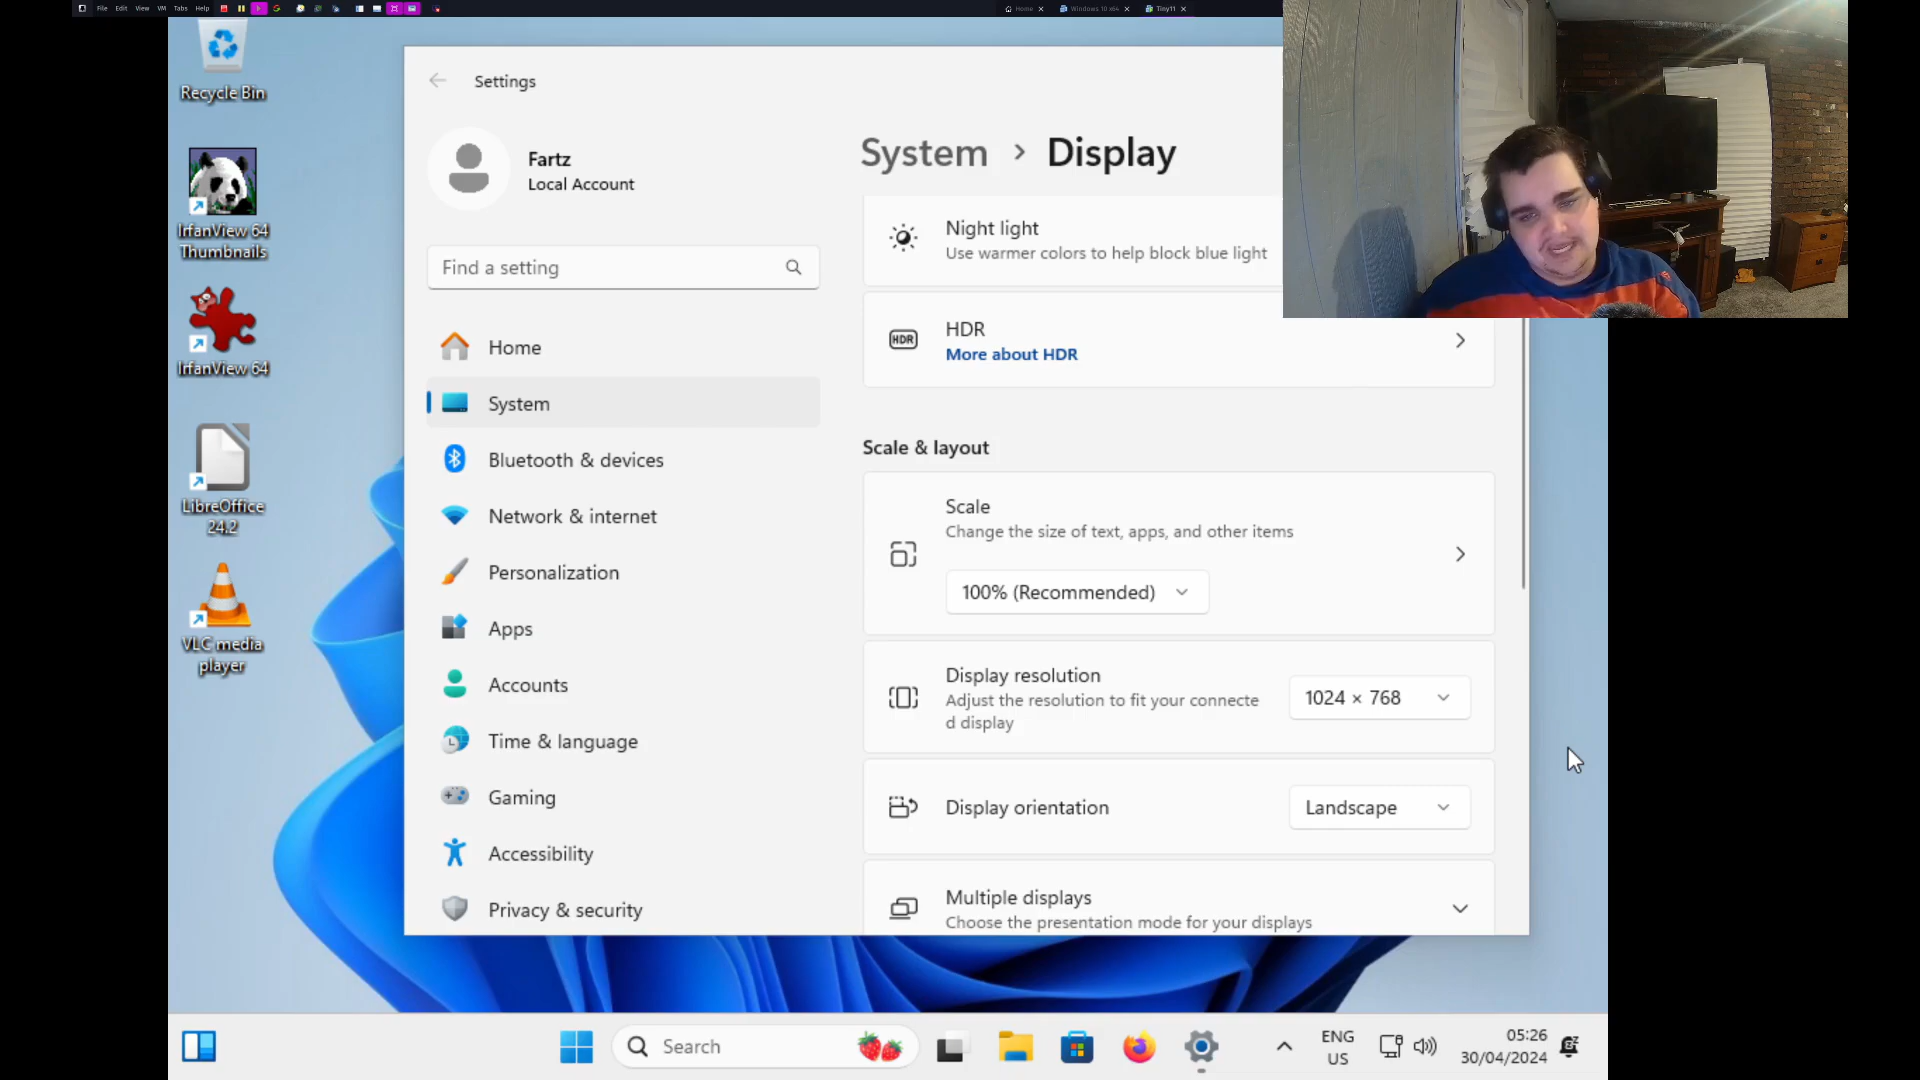 File Edit View VM Tabs Help
Home
Windows 10 x64
Tiny11
Recycle Bin
IrfanView 64
Thumbnails
IrfanView 64
LibreOffice
24.2
VLC media
player
Settings
Fartz
Local Account
Find a setting
Home
System
Bluetooth & devices
Network & internet
Personalization
Apps
Accounts
Time & language
Gaming
Accessibility
Privacy & security
System > Display
Night light
Use warmer colors to help block blue light
HDR
HDR
More about HDR
Scale & layout
Scale
Change the size of text, apps, and other items
100% (Recommended)
Display resolution
Adjust the resolution to fit your connecte
d display
1024 × 768
Display orientation
Landscape
Multiple displays
Choose the presentation mode for your displays
Search
ENG
US
05:26
30/04/2024